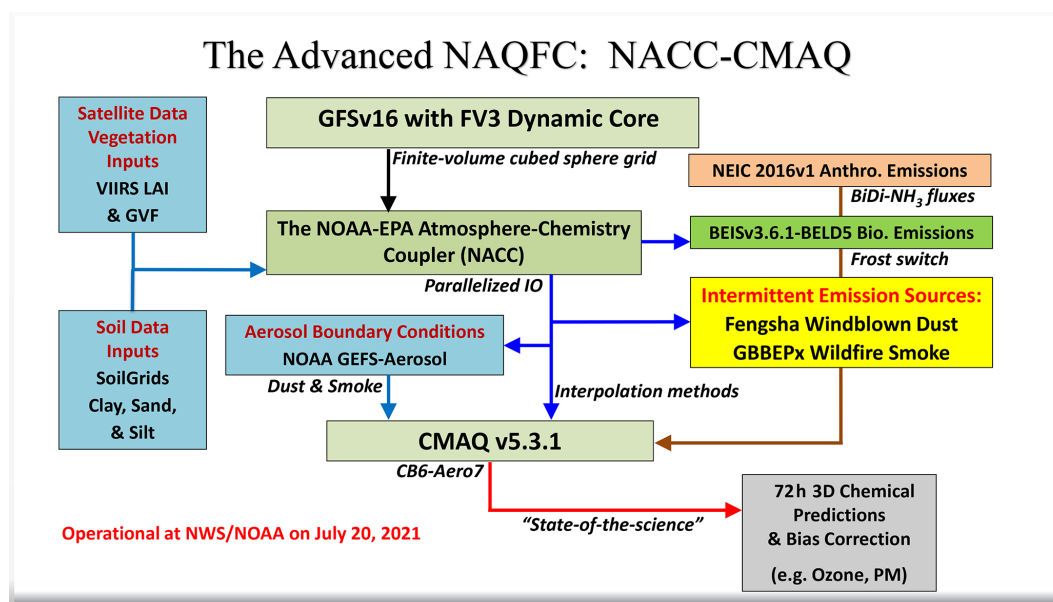 The Advanced NAQFC: NACC-CMAQ
Satellite Data
Vegetation
Inputs
VIIRS LAI
& GVF
GFSv16 with FV3 Dynamic Core
Finite-volume cubed sphere grid
NEIC 2016v1 Anthro. Emissions
BiDi-NH₃ fluxes
The NOAA-EPA Atmosphere-Chemistry
Coupler (NACC)
Parallelized IO
BEISv3.6.1-BELD5 Bio. Emissions
Frost switch
Soil Data
Inputs
SoilGrids
Clay, Sand,
& Silt
Aerosol Boundary Conditions
NOAA GEFS-Aerosol
Dust & Smoke
Intermittent Emission Sources:
Fengsha Windblown Dust
GBBEPx Wildfire Smoke
Interpolation methods
CMAQ v5.3.1
CB6-Aero7
"State-of-the-science"
72h 3D Chemical
Predictions
& Bias Correction
(e.g. Ozone, PM)
Operational at NWS/NOAA on July 20, 2021